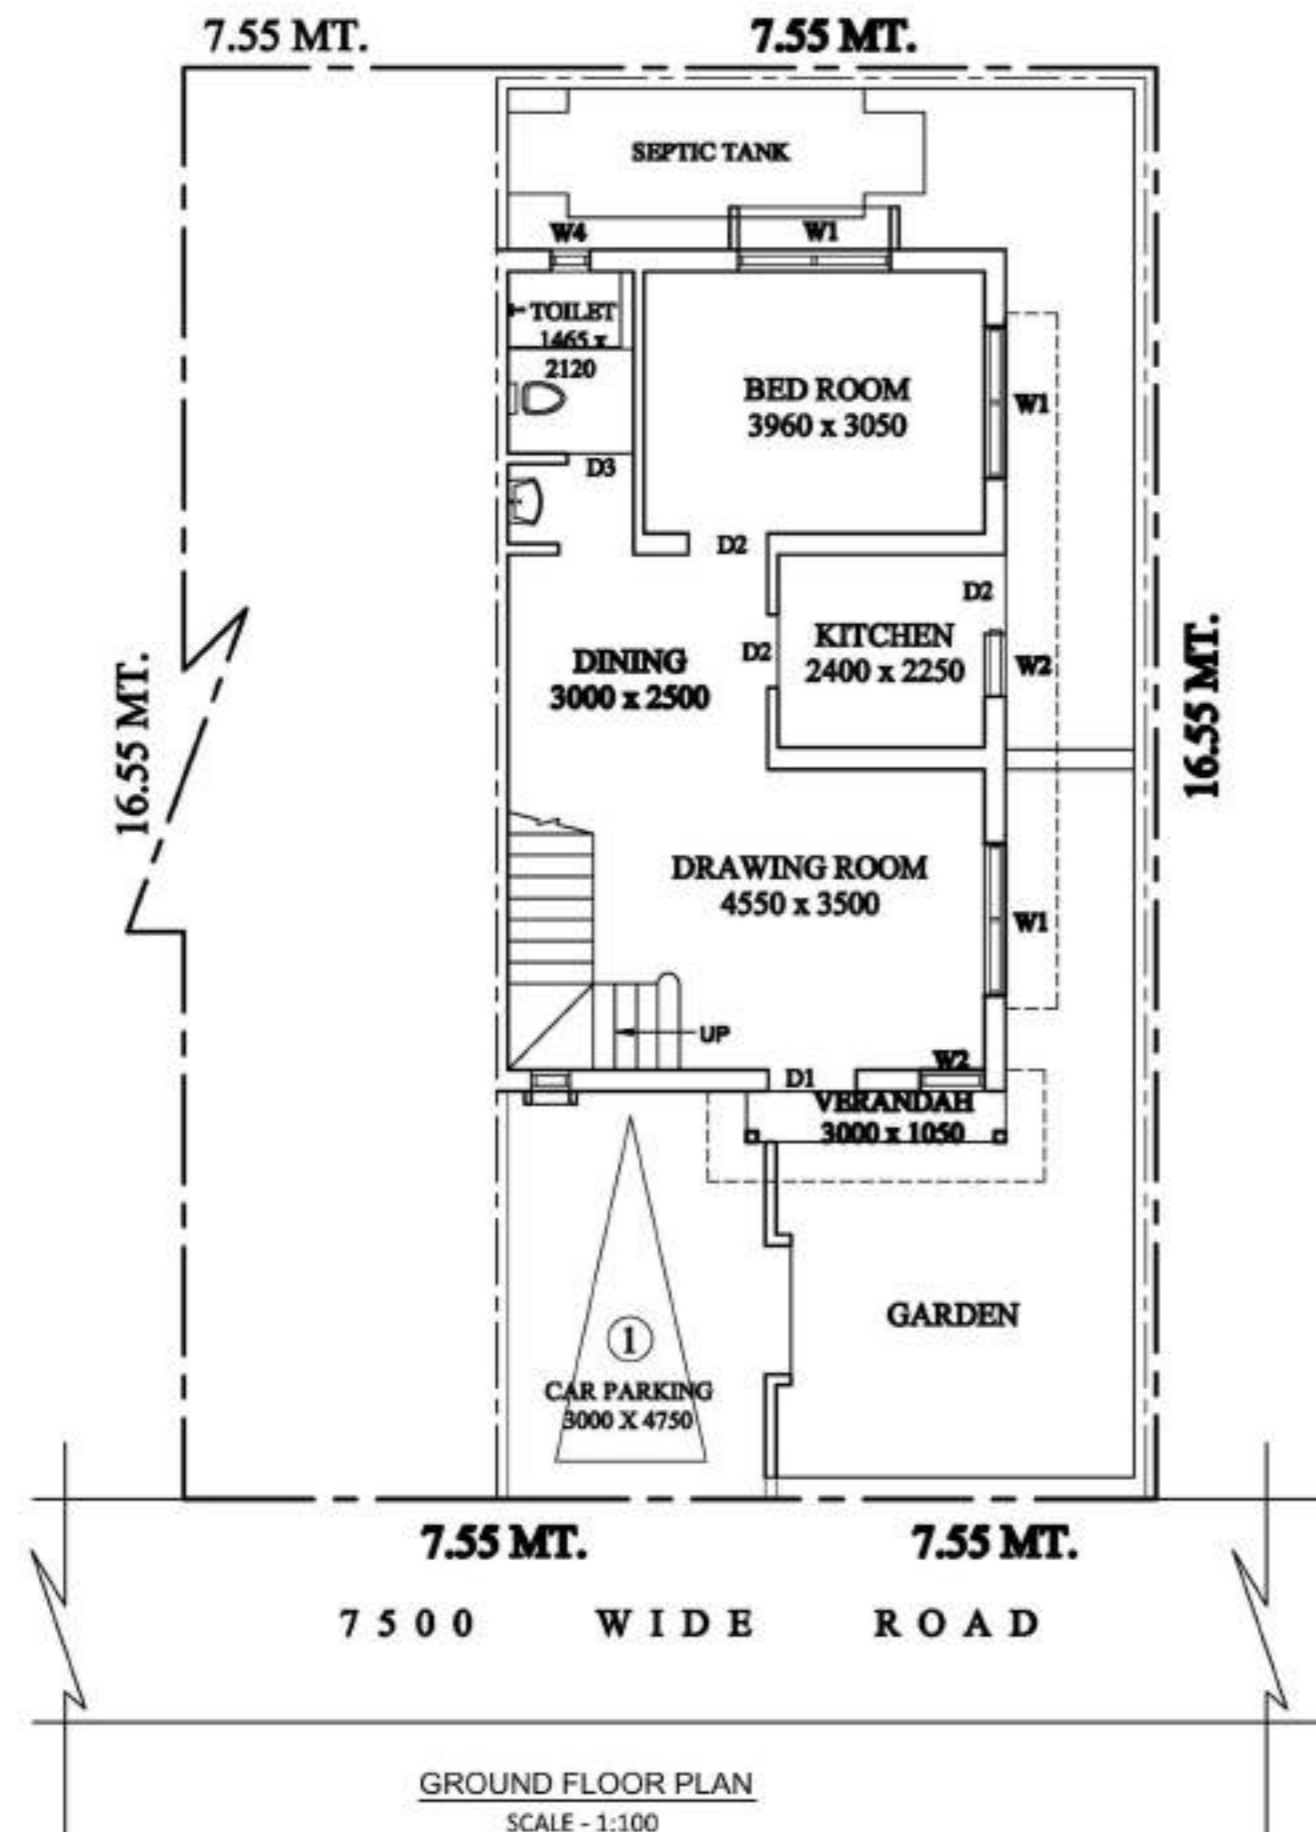 7.55 MT.
7.55 MT.
SEPTIC TANK
W4
W1
TOILET
1465 x
2120
BED ROOM
3960 x 3050
W1
D3
D2
D2
KITCHEN
2400 x 2250
D2
W2
DINING
3000 x 2500
16.55 MT.
16.55 MT.
DRAWING ROOM
4550 x 3500
W1
UP
W2
D1
VERANDAH
3000 x 1050
1
CAR PARKING
3000 X 4750
GARDEN
7.55 MT.
7.55 MT.
7500 WIDE ROAD
GROUND FLOOR PLAN
SCALE - 1:100